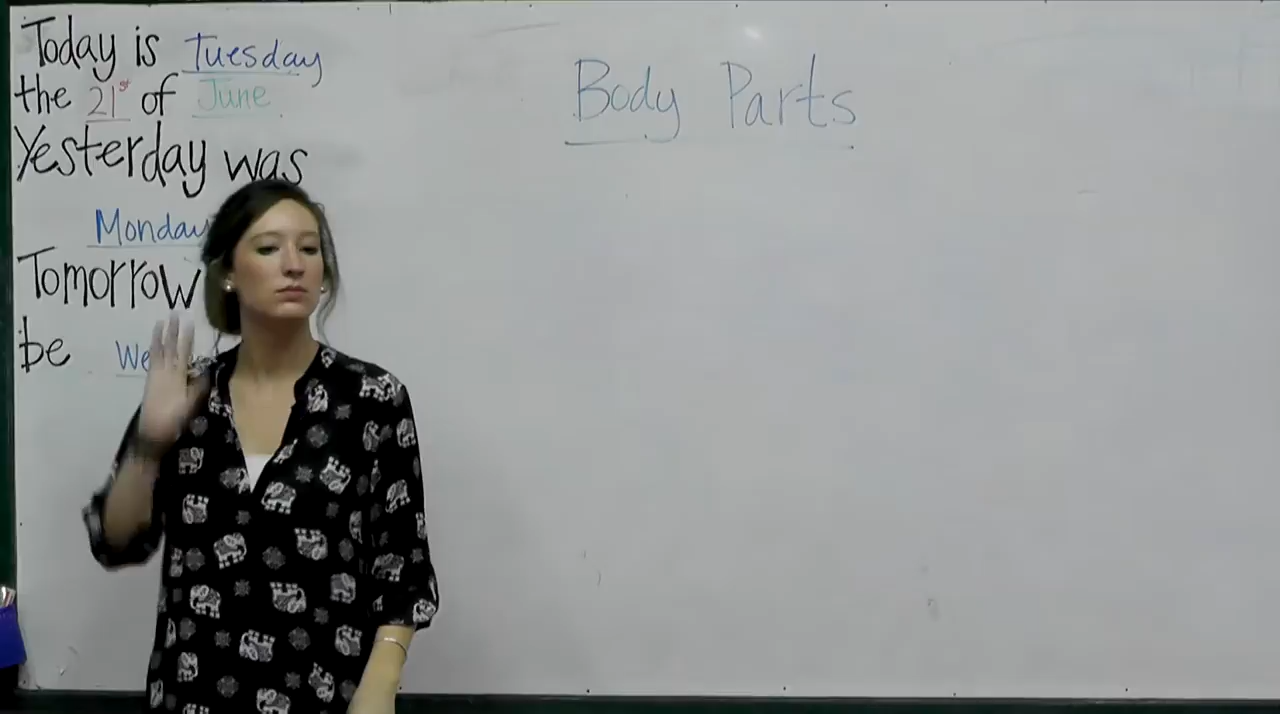 Today is Tuesday
the 21st of June
Yesterday was
Monday
Tomorrow
be
Body Parts